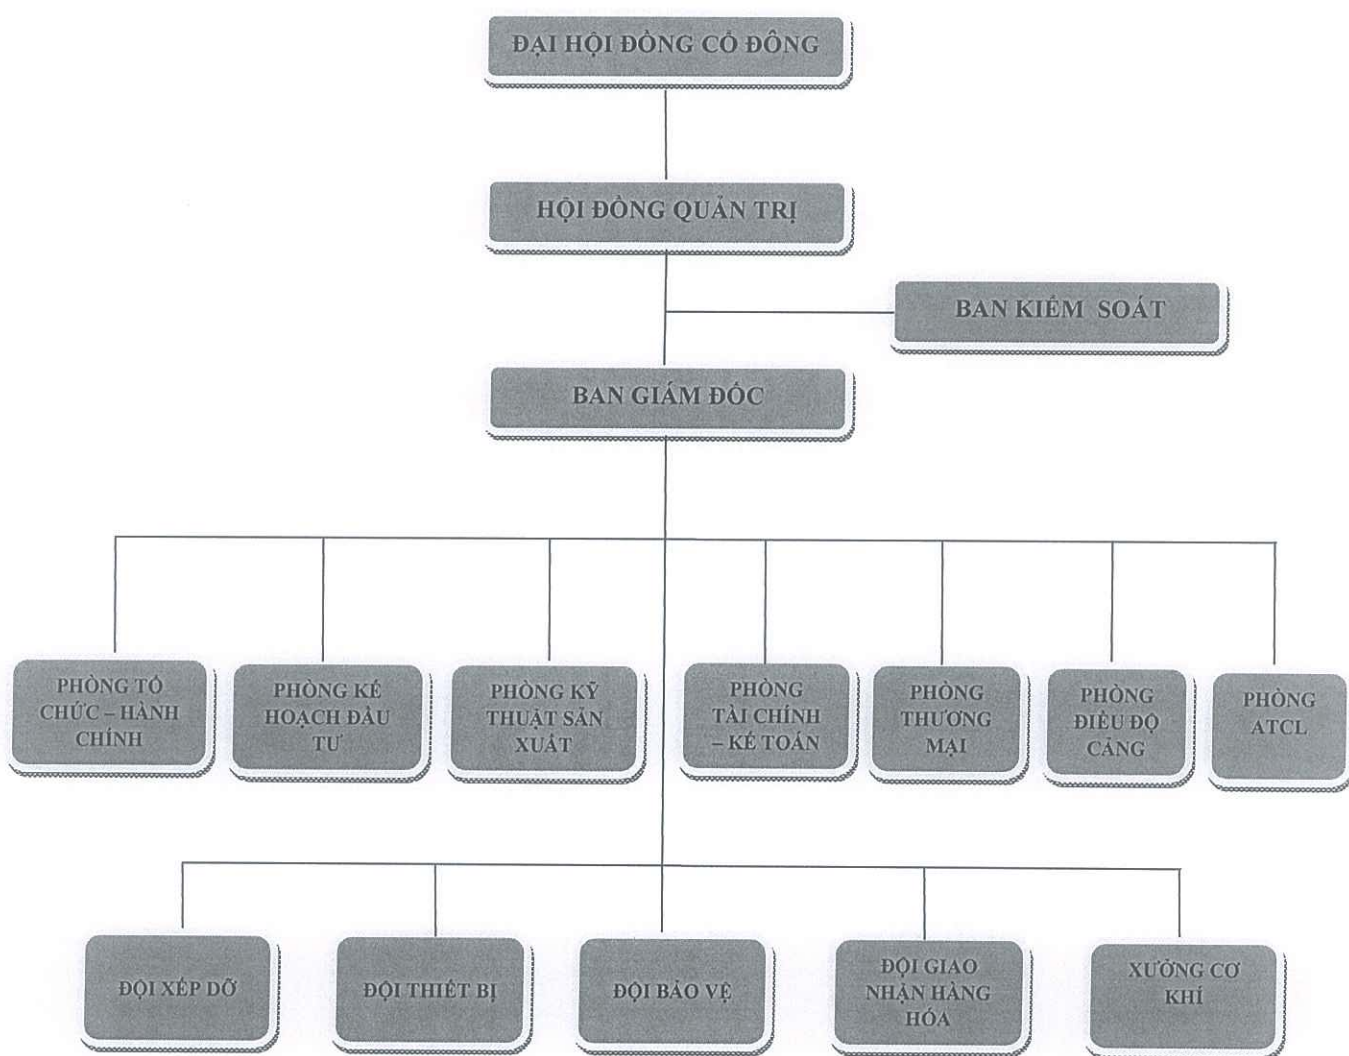 ĐẠI HỘI ĐỒNG CỔ ĐÔNG
HỘI ĐỒNG QUẢN TRỊ
BAN KIỂM SOÁT
BAN GIÁM ĐỐC
PHÒNG TỔ
CHỨC – HÀNH
CHÍNH
PHÒNG KẾ
HOẠCH ĐẦU
TƯ
PHÒNG KỸ
THUẬT SẢN
XUẤT
PHÒNG
TÀI CHÍNH
– KẾ TOÁN
PHÒNG
THƯƠNG
MẠI
PHÒNG
ĐIỀU ĐỘ
CẢNG
PHÒNG
ATCL
ĐỘI XẾP DỠ
ĐỘI THIẾT BỊ
ĐỘI BẢO VỆ
ĐỘI GIAO
NHẬN HÀNG
HÓA
XƯỞNG CƠ
KHÍ